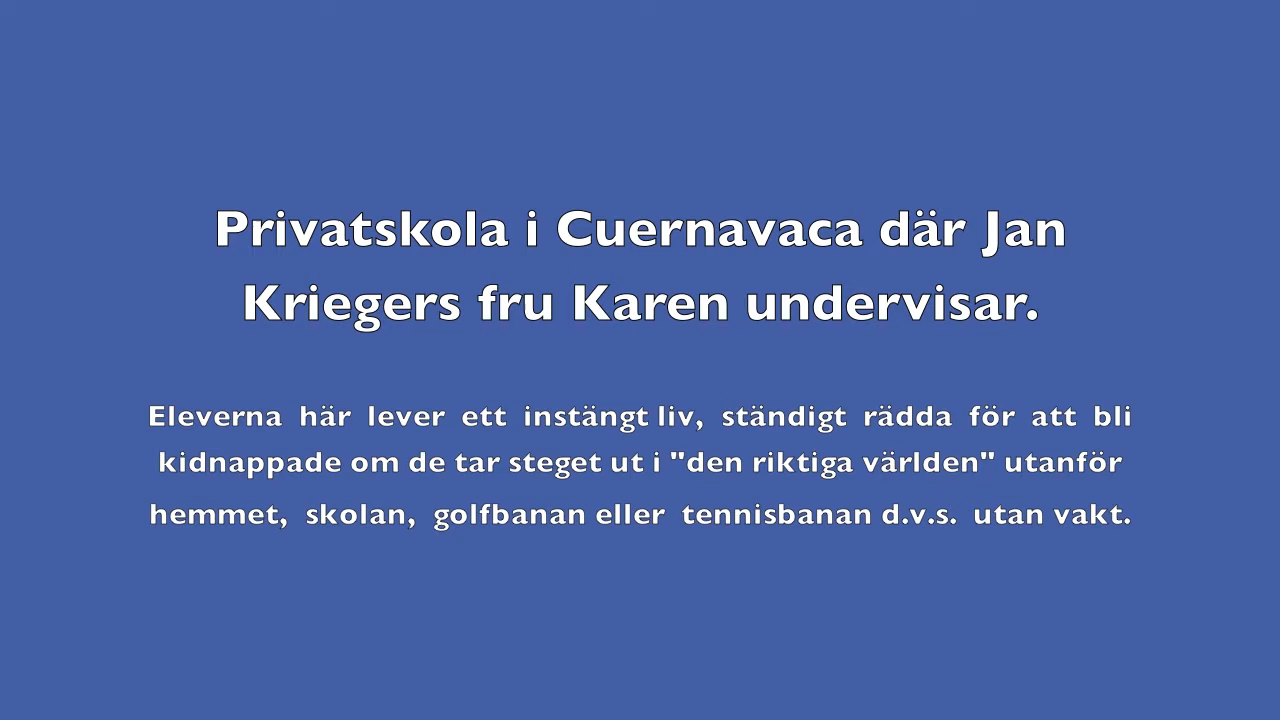 Privatskola i Cuernavaca där Jan
Kriegers fru Karen undervisar.
Eleverna här lever ett instängt liv, ständigt rädda för att bli
kidnappade om de tar steget ut i "den riktiga världen" utanför
hemmet, skolan, golfbanan eller tennisbanan d.v.s. utan vakt.